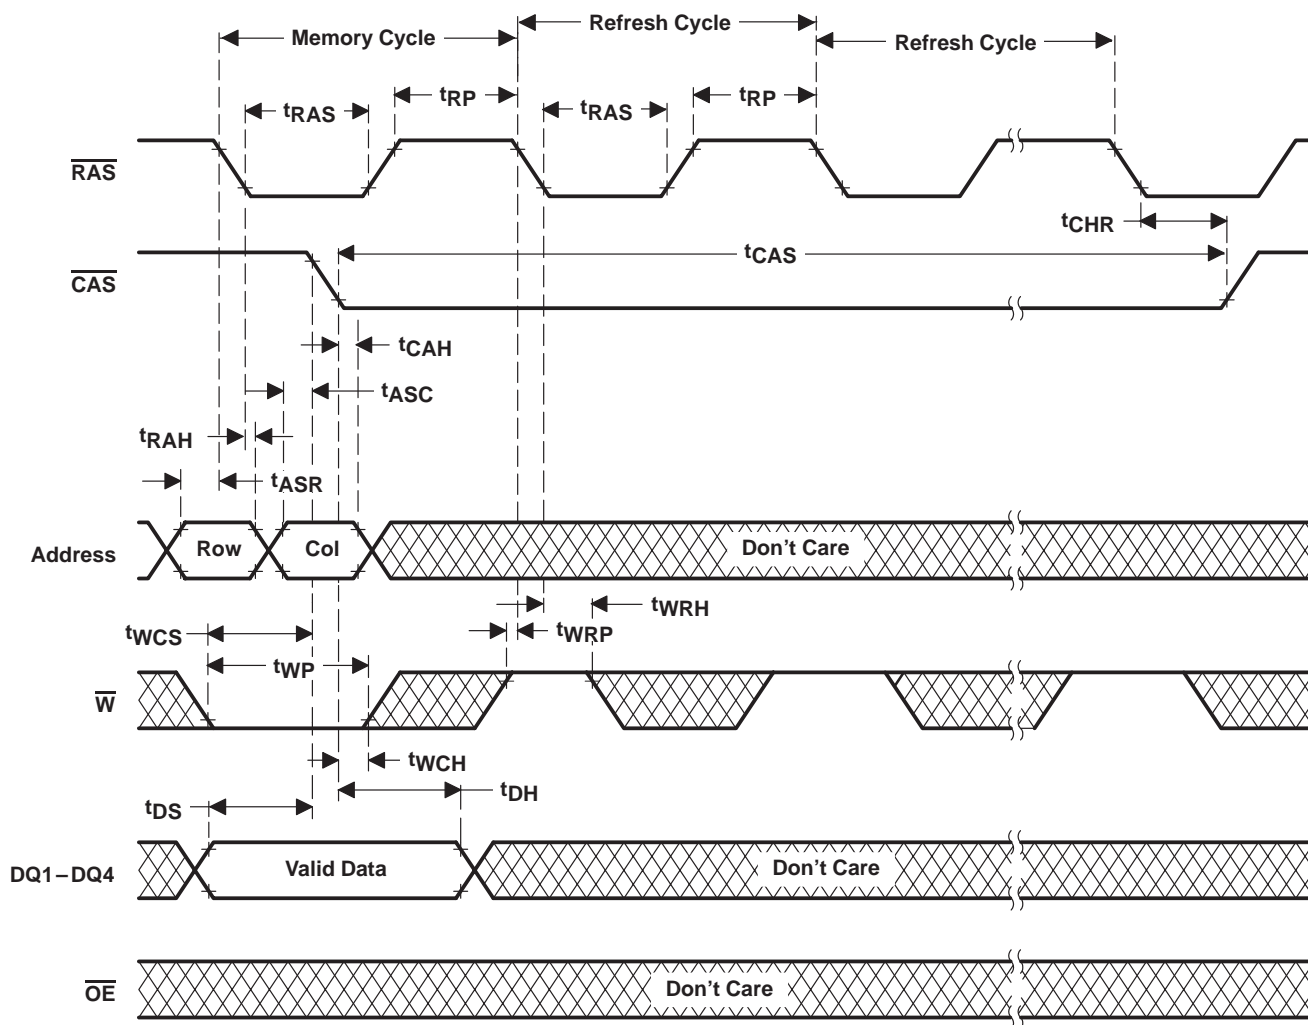 Memory Cycle
Refresh Cycle
Refresh Cycle
tRAS
tRP
tRAS
tRP
RAS
tCHR
tCAS
CAS
tCAH
tASC
tRAH
tASR
Address
Row
Col
Don't Care
tWRH
tWCS
tWRP
tWP
W
tWCH
tDH
tDS
DQ1–DQ4
Valid Data
Don't Care
OE
Don't Care